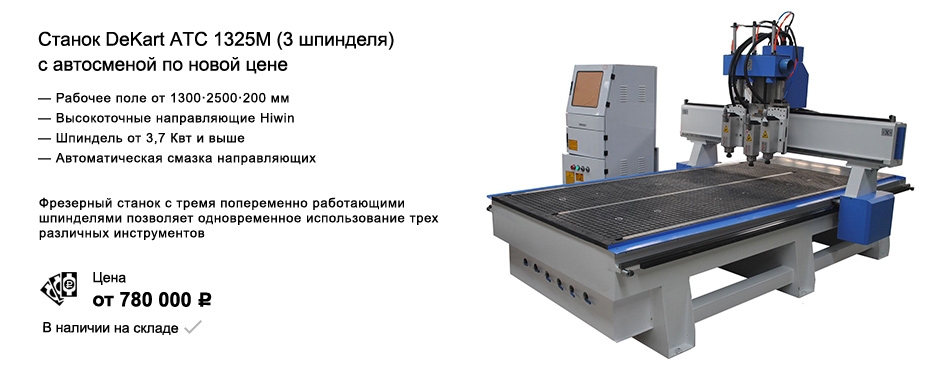 Станок DeKart ATC 1325M (3 шпинделя)
с автосменой по новой цене
— Рабочее поле от 1300·2500·200 мм
— Высокоточные направляющие Hiwin
— Шпиндель от 3,7 Квт и выше
— Автоматическая смазка направляющих
Фрезерный станок с тремя попеременно работающими
шпинделями позволяет одновременное использование трех
различных инструментов
Цена
от 780 000 ₽
В наличии на складе